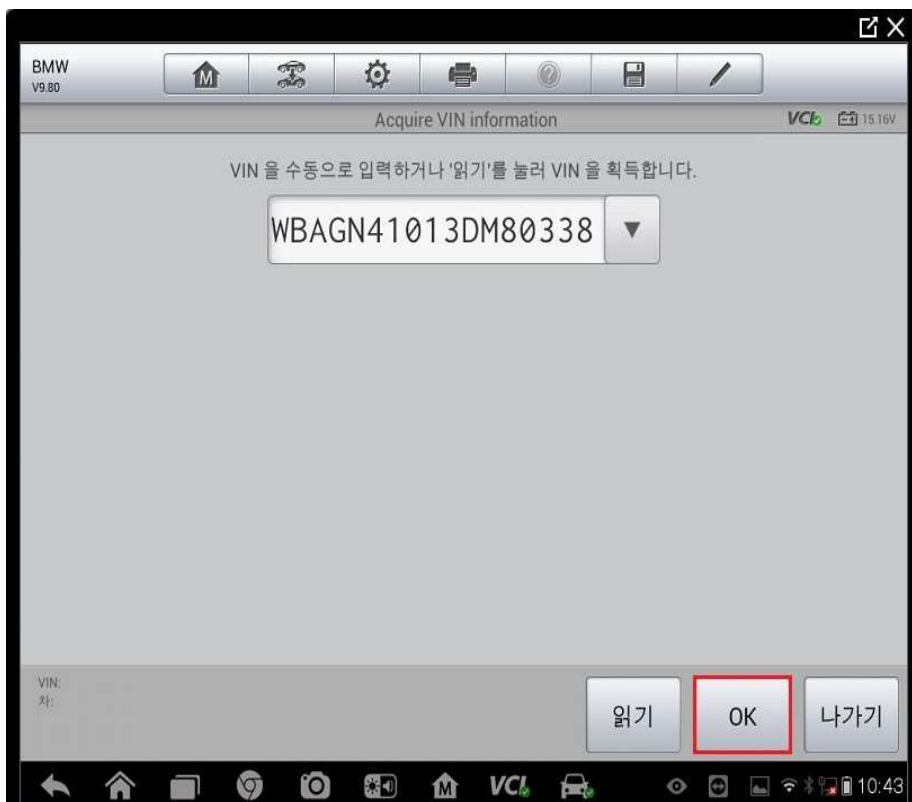 BMW
V9.80
M
Acquire VIN information
VCI
15.16V
VIN 을 수동으로 입력하거나 '읽기'를 눌러 VIN 을 획득합니다.
WBAGN41013DM80338
VIN:
차:
읽기
OK
나가기
M
VCI
10:43